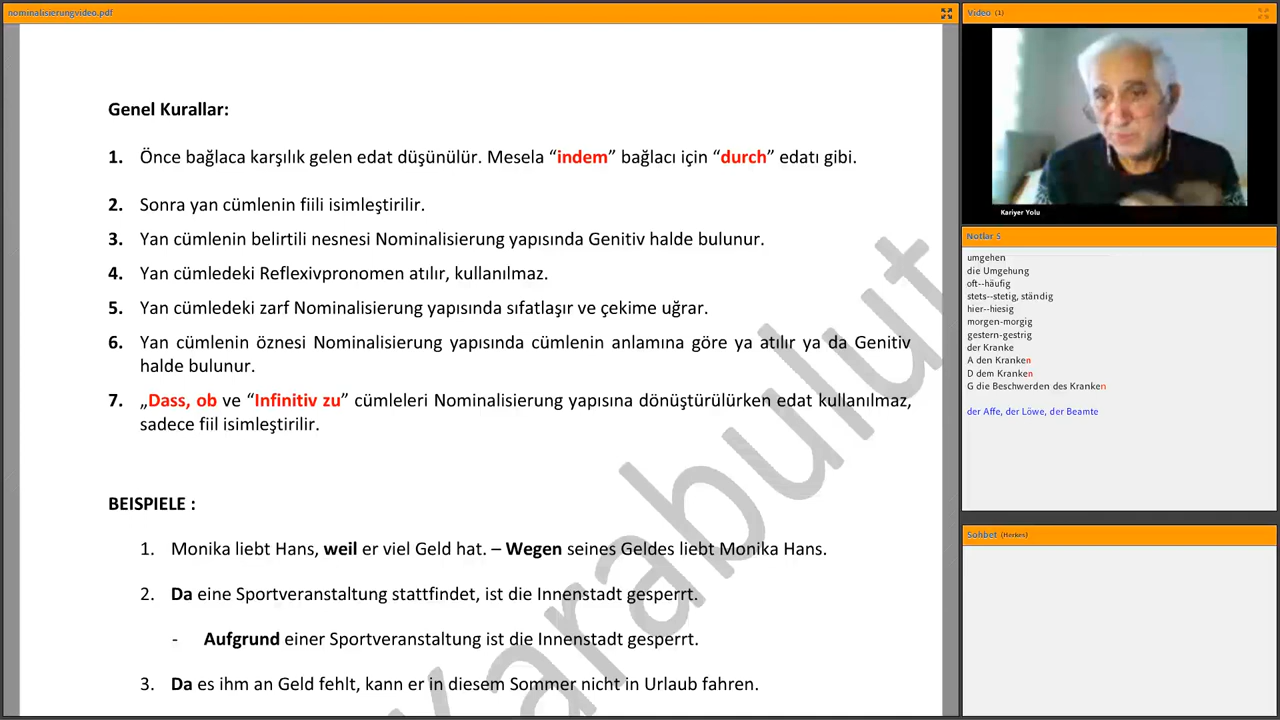 nominalisierungvideo.pdf
Genel Kurallar:
1. Önce bağlaca karşılık gelen edat düşünülür. Mesela “indem” bağlacı için “durch” edatı gibi.
2. Sonra yan cümlenin fiili isimleştirilir.
3. Yan cümlenin belirtili nesnesi Nominalisierung yapısında Genitiv halde bulunur.
4. Yan cümledeki Reflexivpronomen atılır, kullanılmaz.
5. Yan cümledeki zarf Nominalisierung yapısında sıfatlaşır ve çekime uğrar.
6. Yan cümlenin öznesi Nominalisierung yapısında cümlenin anlamına göre ya atılır ya da Genitiv
halde bulunur.
7. „Dass, ob ve “Infinitiv zu” cümleleri Nominalisierung yapısına dönüştürülürken edat kullanılmaz,
sadece fiil isimleştirilir.
BEISPIELE :
1. Monika liebt Hans, weil er viel Geld hat. – Wegen seines Geldes liebt Monika Hans.
2. Da eine Sportveranstaltung stattfindet, ist die Innenstadt gesperrt.
- Aufgrund einer Sportveranstaltung ist die Innenstadt gesperrt.
3. Da es ihm an Geld fehlt, kann er in diesem Sommer nicht in Urlaub fahren.
Karabulut
Video (1)
Kariyer Yolu
Notlar 5
umgehen
die Umgehung
oft--häufig
stets--stetig, ständig
hier--hiesig
morgen-morgig
gestern-gestrig
der Kranke
A den Kranken
D dem Kranken
G die Beschwerden des Kranken
der Affe, der Löwe, der Beamte
Sohbet (Herkes)